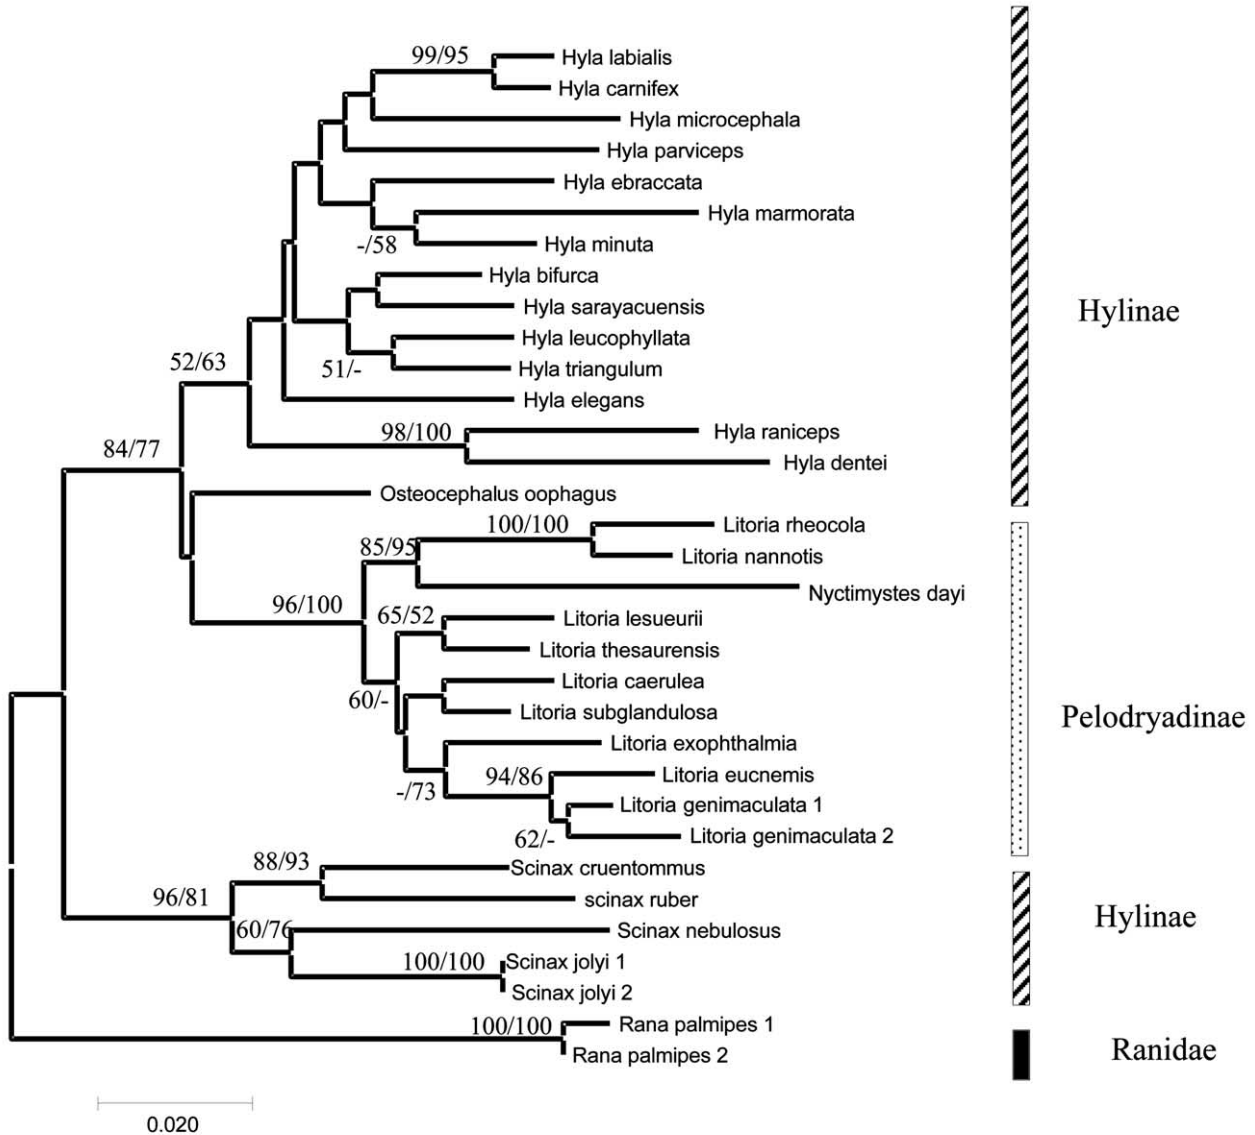 99/95
Hyla labialis
Hyla carnifex
Hyla microcephala
Hyla parviceps
Hyla ebraccata
Hyla marmorata
-/58
Hyla minuta
Hyla bifurca
Hyla sarayacuensis
Hylinae
Hyla leucophyllata
52/63
51/-
Hyla triangulum
Hyla elegans
98/100
Hyla raniceps
84/77
Hyla dentei
Osteocephalus oophagus
100/100
Litoria rheocola
85/95
Litoria nannotis
Nyctimystes dayi
96/100
65/52
Litoria lesueurii
Litoria thesaurensis
Litoria caerulea
60/-
Litoria subglandulosa
Pelodryadinae
Litoria exophthalmia
94/86
Litoria eucnemis
-/73
Litoria genimaculata 1
62/-
Litoria genimaculata 2
88/93
Scinax cruentommus
96/81
scinax ruber
Hylinae
60/76
Scinax nebulosus
100/100
Scinax jolyi 1
Scinax jolyi 2
100/100
Rana palmipes 1
Rana palmipes 2
Ranidae
0.020